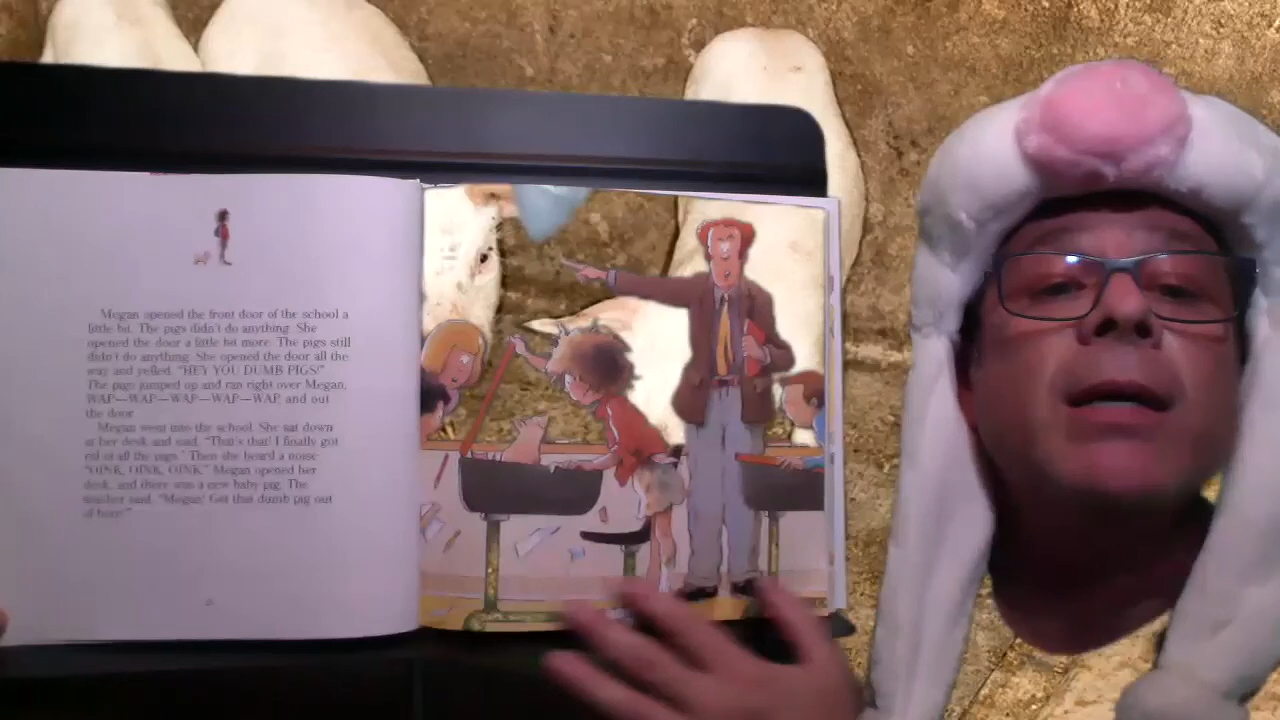 Megan opened the front door of the school a
little bit. The pigs didn't do anything. She
opened the door a little bit more. The pigs still
didn't do anything. She opened the door all the
way and yelled, "HEY YOU DUMB PIGS!"
The pigs jumped up and ran right over Megan,
WAP—WAP—WAP—WAP—WAP, and out
the door.
Megan went into the school. She sat down
at her desk and said, "That's that! I finally got
rid of all the pigs." Then she heard a noise
"OINK, OINK, OINK." Megan opened her
desk, and there was a new baby pig. The
teacher said, "Megan! Get that dumb pig out
of here!"